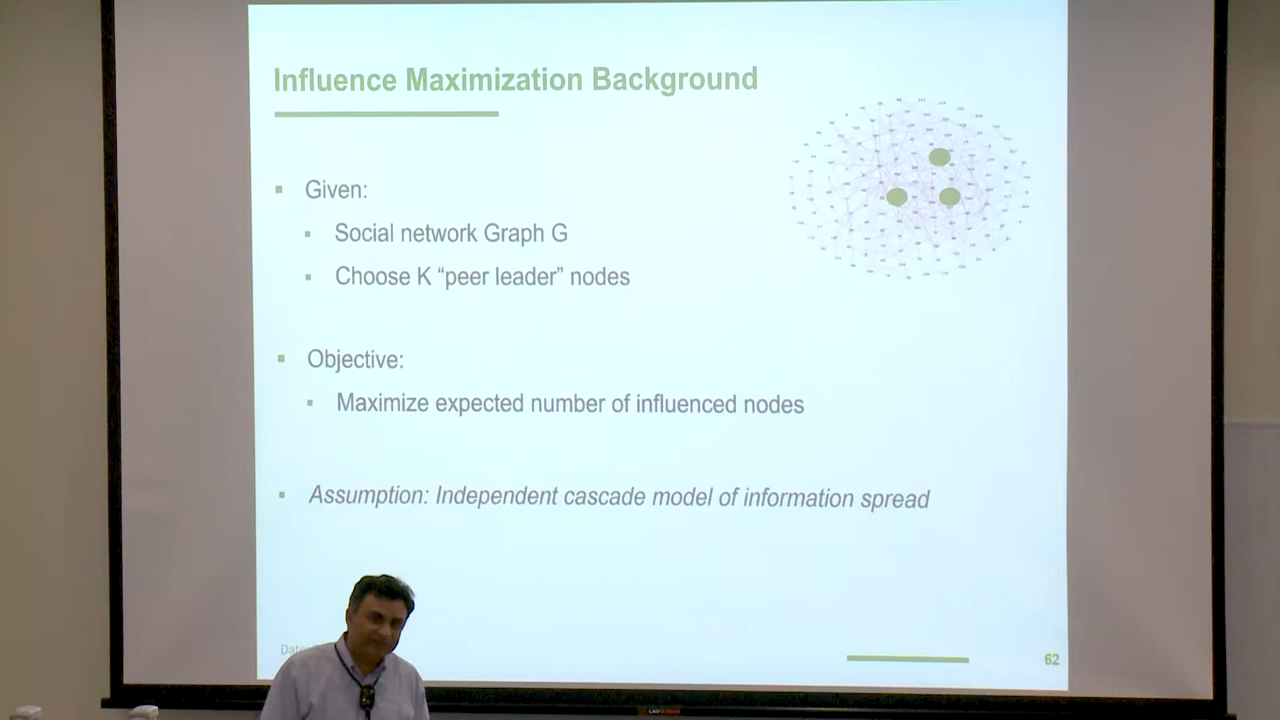 Influence Maximization Background
Given:
Social network Graph G
Choose K “peer leader” nodes
Objective:
Maximize expected number of influenced nodes
Assumption: Independent cascade model of information spread
62